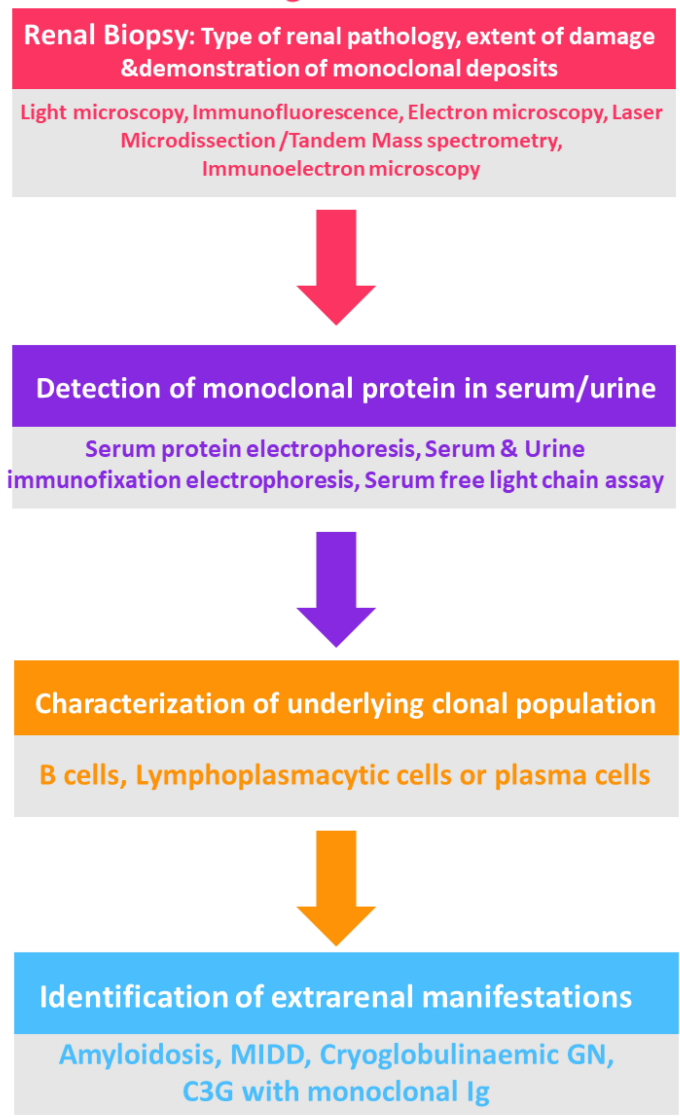 Renal Biopsy: Type of renal pathology, extent of damage
&demonstration of monoclonal deposits
Light microscopy, Immunofluorescence, Electron microscopy, Laser
Microdissection /Tandem Mass spectrometry,
Immunoelectron microscopy
Detection of monoclonal protein in serum/urine
Serum protein electrophoresis, Serum & Urine
immunofixation electrophoresis, Serum free light chain assay
Characterization of underlying clonal population
B cells, Lymphoplasmacytic cells or plasma cells
Identification of extrarenal manifestations
Amyloidosis, MIDD, Cryoglobulinaemic GN,
C3G with monoclonal Ig